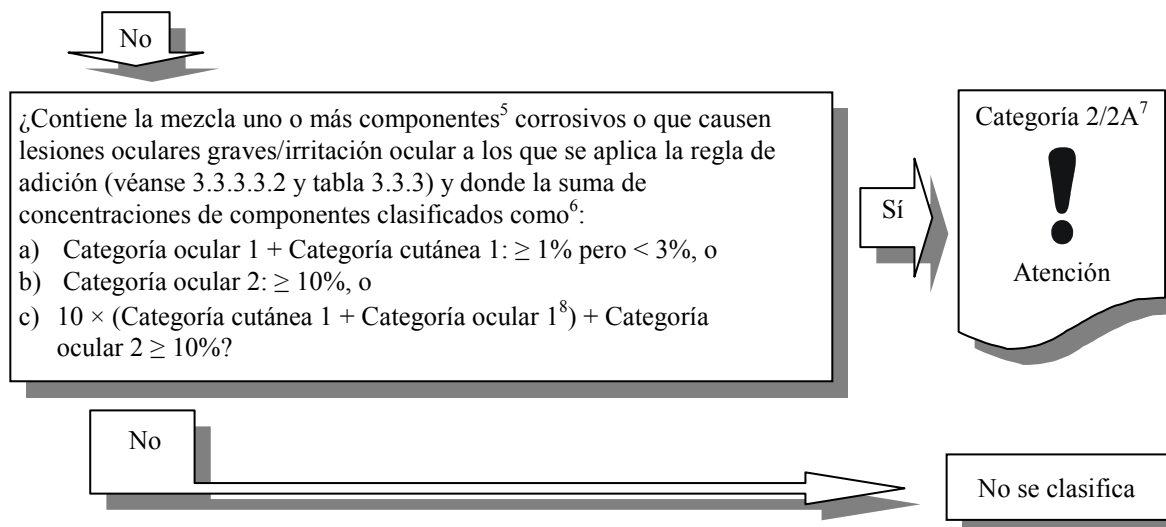 No
¿Contiene la mezcla uno o más componentes⁵ corrosivos o que causen
lesiones oculares graves/irritación ocular a los que se aplica la regla de
adición (véanse 3.3.3.3.2 y tabla 3.3.3) y donde la suma de
concentraciones de componentes clasificados como⁶:
a) Categoría ocular 1 + Categoría cutánea 1: ≥ 1% pero < 3%, o
b) Categoría ocular 2: ≥ 10%, o
c) 10 × (Categoría cutánea 1 + Categoría ocular 1⁸) + Categoría
ocular 2 ≥ 10%?
Sí
Categoría 2/2A⁷
!
Atención
No
No se clasifica